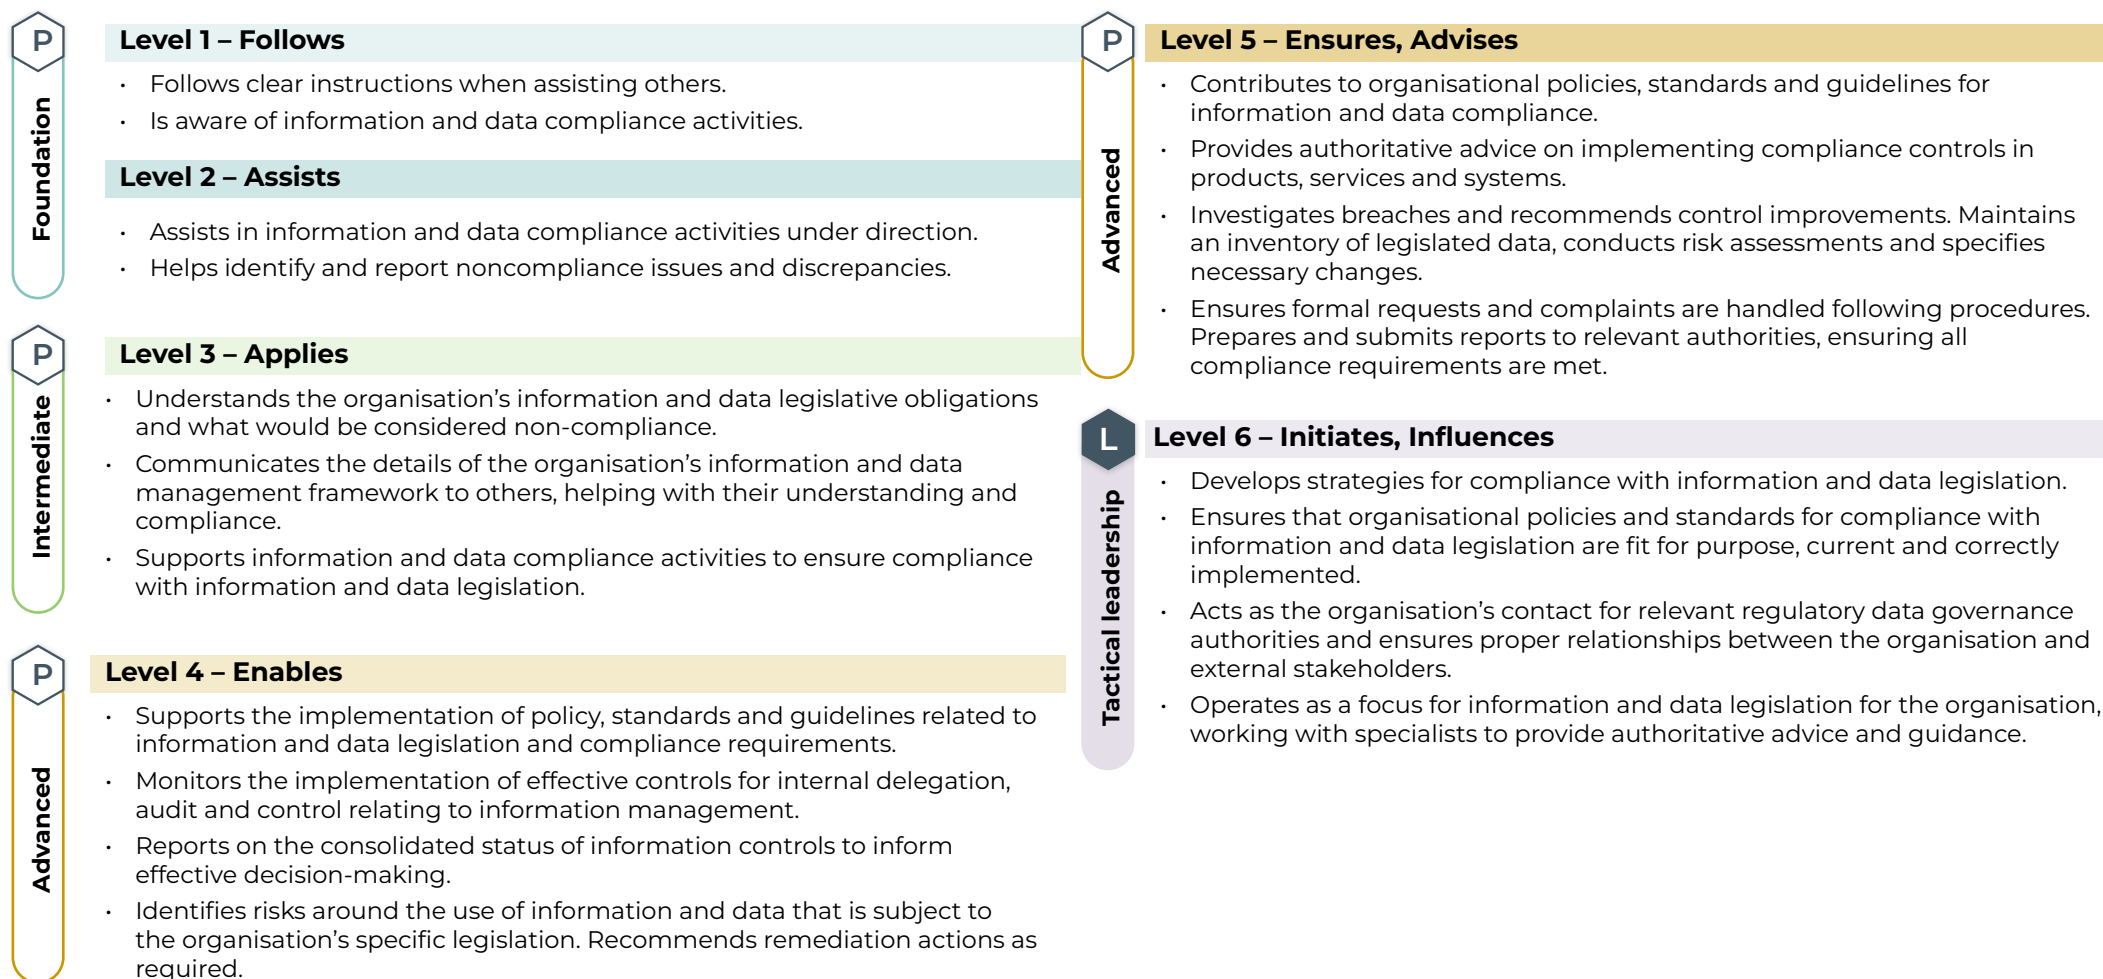 P
Foundation
Level 1 – Follows
• Follows clear instructions when assisting others.
• Is aware of information and data compliance activities.
Level 2 – Assists
• Assists in information and data compliance activities under direction.
• Helps identify and report noncompliance issues and discrepancies.
P
Intermediate
Level 3 – Applies
• Understands the organisation’s information and data legislative obligations
and what would be considered non-compliance.
• Communicates the details of the organisation’s information and data
management framework to others, helping with their understanding and
compliance.
• Supports information and data compliance activities to ensure compliance
with information and data legislation.
P
Advanced
Level 4 – Enables
• Supports the implementation of policy, standards and guidelines related to
information and data legislation and compliance requirements.
• Monitors the implementation of effective controls for internal delegation,
audit and control relating to information management.
• Reports on the consolidated status of information controls to inform
effective decision-making.
• Identifies risks around the use of information and data that is subject to
the organisation’s specific legislation. Recommends remediation actions as
required.
P
Advanced
Level 5 – Ensures, Advises
• Contributes to organisational policies, standards and guidelines for
information and data compliance.
• Provides authoritative advice on implementing compliance controls in
products, services and systems.
• Investigates breaches and recommends control improvements. Maintains
an inventory of legislated data, conducts risk assessments and specifies
necessary changes.
• Ensures formal requests and complaints are handled following procedures.
Prepares and submits reports to relevant authorities, ensuring all
compliance requirements are met.
L
Tactical leadership
Level 6 – Initiates, Influences
• Develops strategies for compliance with information and data legislation.
• Ensures that organisational policies and standards for compliance with
information and data legislation are fit for purpose, current and correctly
implemented.
• Acts as the organisation’s contact for relevant regulatory data governance
authorities and ensures proper relationships between the organisation and
external stakeholders.
• Operates as a focus for information and data legislation for the organisation,
working with specialists to provide authoritative advice and guidance.